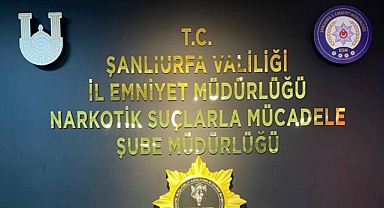 T.C.
ŞANLIURFA VALİLİĞİ
İL EMNİYET MÜDÜRLÜĞÜ
NARKOTİK SUÇLARLA MÜCADELE
ŞUBE MÜDÜRLÜĞÜ